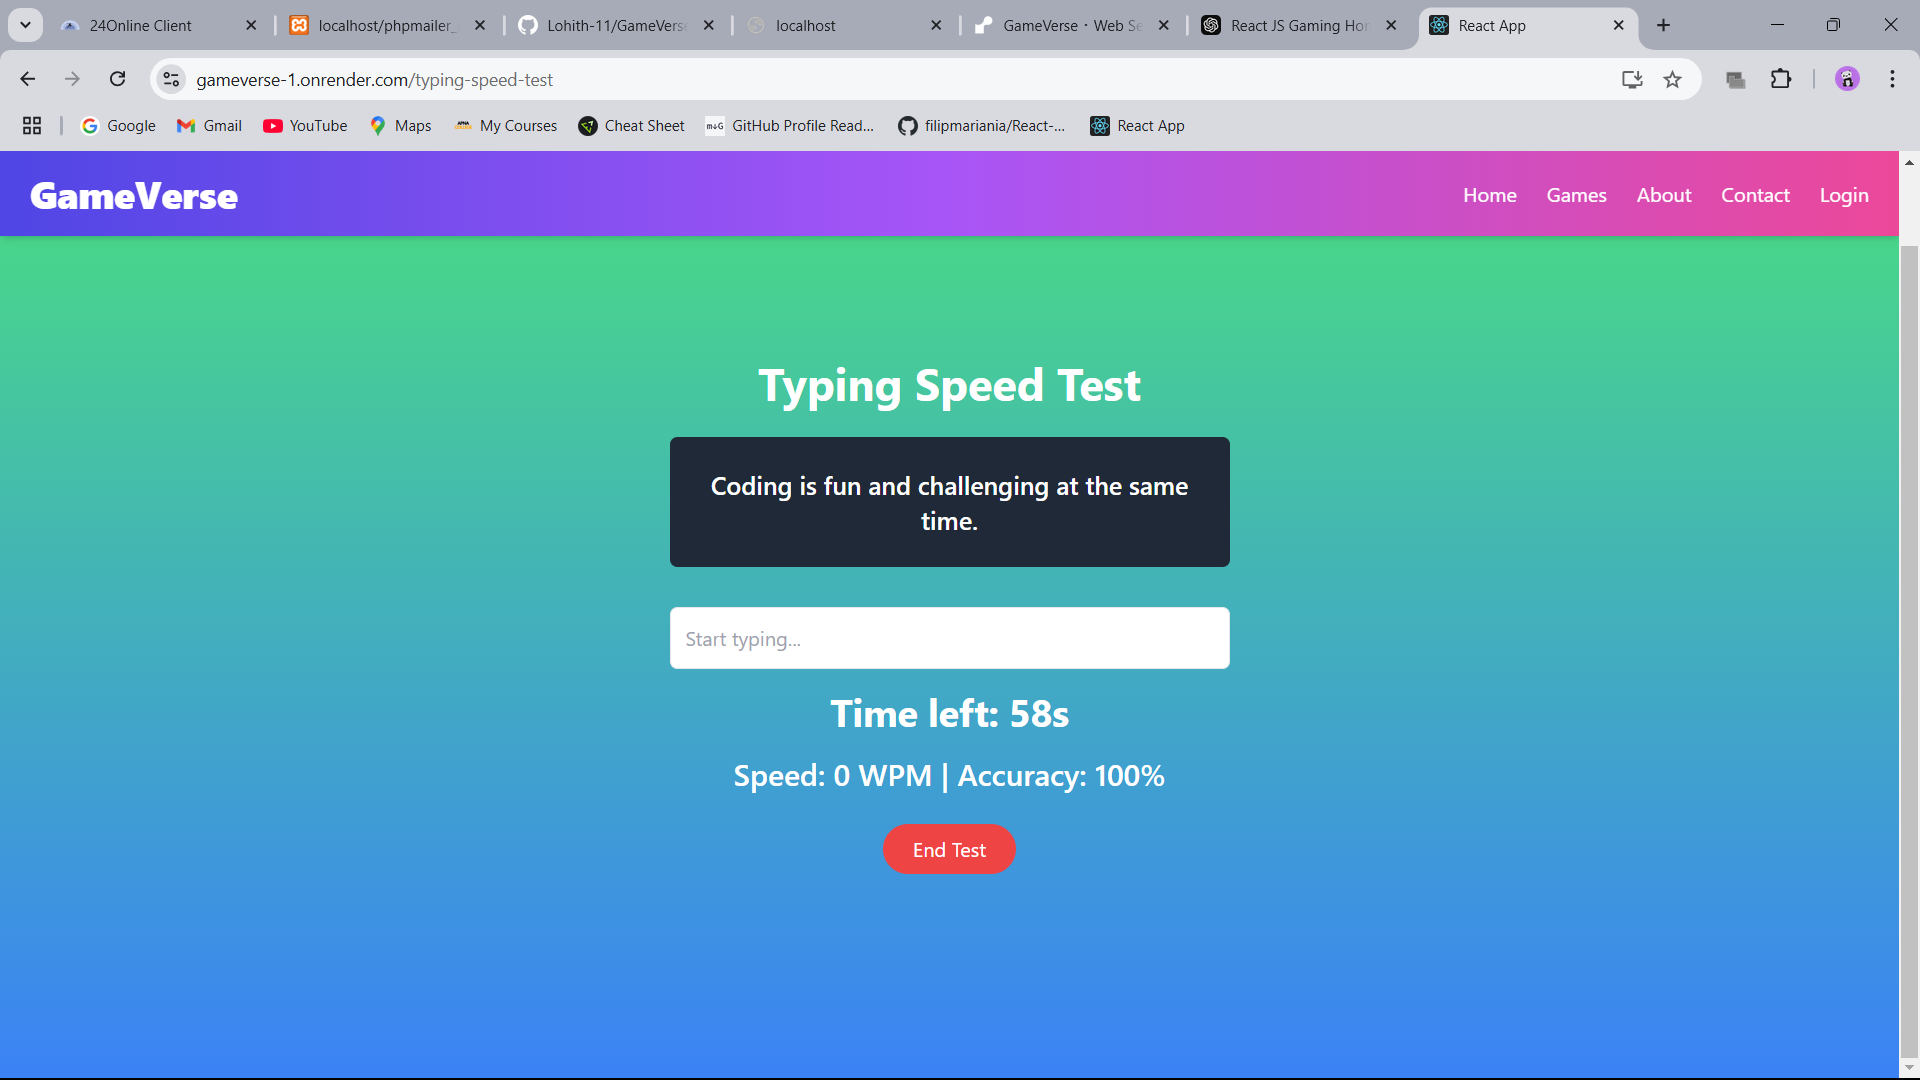 24Online Client
localhost/phpmailer_
Lohith-11/GameVerse
localhost
GameVerse · Web Se
React JS Gaming Hor
React App
gameverse-1.onrender.com/typing-speed-test
Google
Gmail
YouTube
Maps
My Courses
Cheat Sheet
GitHub Profile Read...
filipmariania/React-...
React App
GameVerse
Home
Games
About
Contact
Login
Typing Speed Test
Coding is fun and challenging at the same
time.
Start typing...
Time left: 58s
Speed: 0 WPM | Accuracy: 100%
End Test